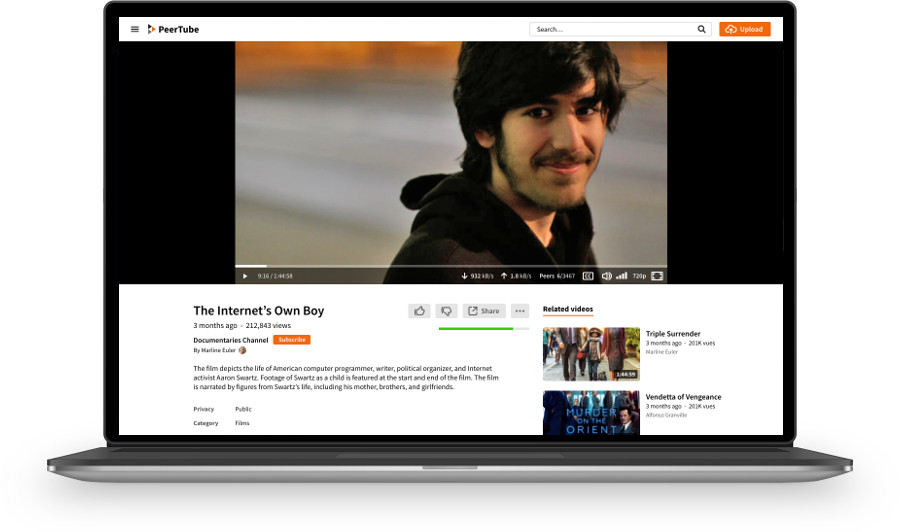 PeerTube
Search...
Upload
9:16 / 1:44:58
932 kB/s
1.8 kB/s
Peers 6/3467
CC
720p
The Internet's Own Boy
3 months ago - 212,843 views
Share
Documentaries Channel
Subscribe
By Marline Euler
The film depicts the life of American computer programmer, writer, political organizer, and Internet
activist Aaron Swartz. Footage of Swartz as a child is featured at the start and end of the film. The film
is narrated by figures from Swartz's life, including his mother, brothers, and girlfriends.
Privacy Public
Category Films
Related videos
1:44:59
Triple Surrender
3 months ago - 201K vues
Marline Euler
MURDER
ON THE
ORIENT
Vendetta of Vengeance
3 months ago - 201K vues
Alfonso Granville